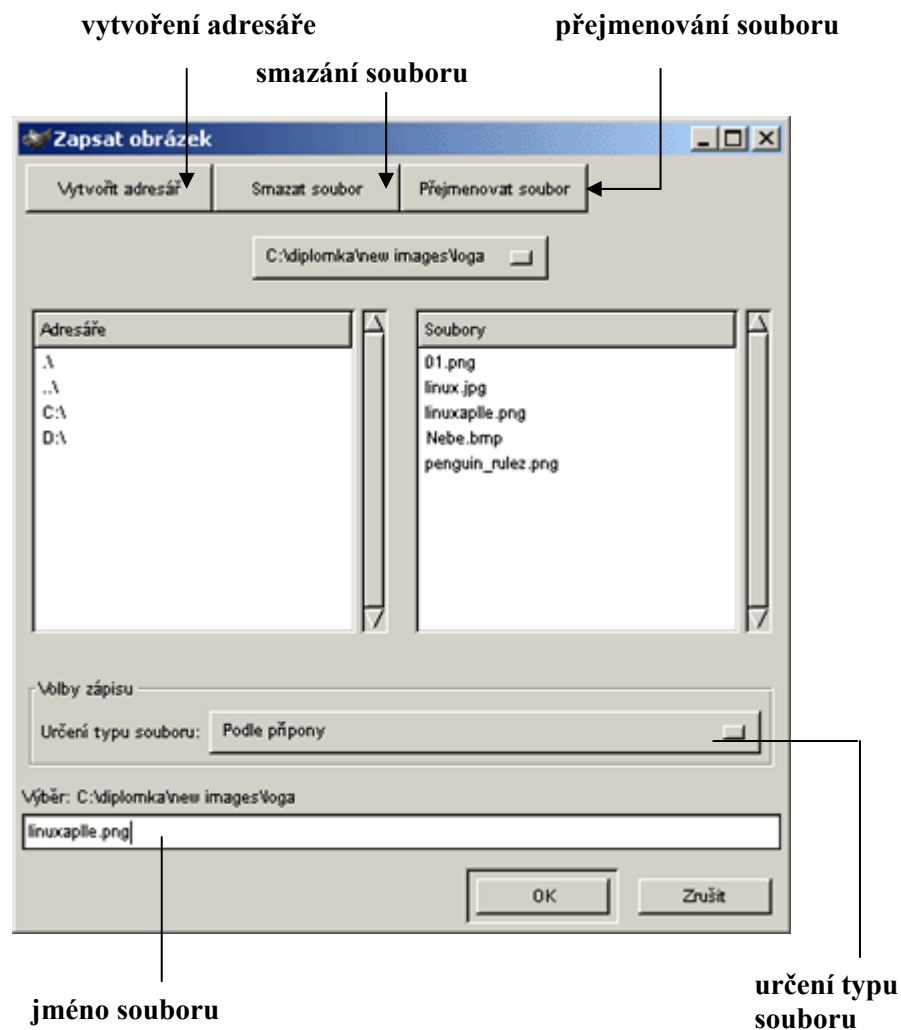 vytvoření adresáře
přejmenování souboru
smazání souboru
Zapsat obrázek
Vytvořit adresář
Smazat soubor
Přejmenovat soubor
C:\diplomka\new images\loga
Adresáře
.\
..\
C:\
D:\
Soubory
01.png
linux.jpg
linuxaplle.png
Nebe.bmp
penguin_rulez.png
Volby zápisu
Určení typu souboru:
Podle přípony
Výběr: C:\diplomka\new images\loga
linuxaplle.png
OK
Zrušit
jméno souboru
určení typu
souboru